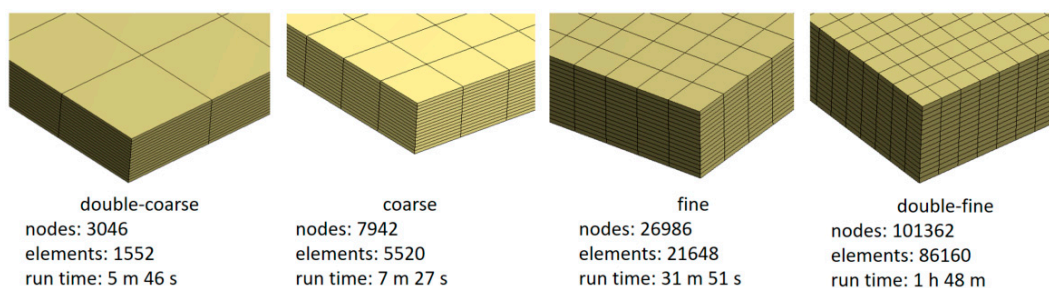 double-coarse
nodes: 3046
elements: 1552
run time: 5 m 46 s
coarse
nodes: 7942
elements: 5520
run time: 7 m 27 s
fine
nodes: 26986
elements: 21648
run time: 31 m 51 s
double-fine
nodes: 101362
elements: 86160
run time: 1 h 48 m